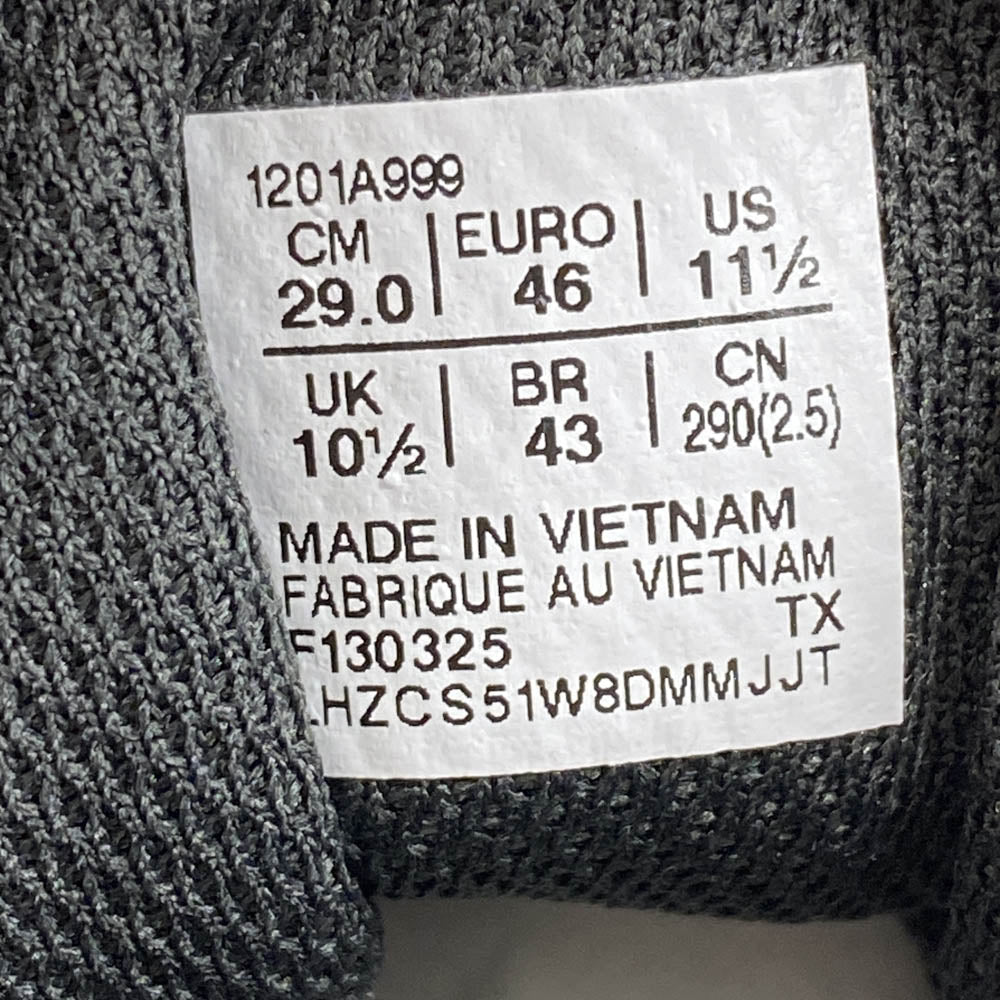 1201A999
CM | EURO | US
29.0 | 46 | 11½
UK | BR | CN
10½ | 43 | 290(2.5)
MADE IN VIETNAM
FABRIQUE AU VIETNAM
F130325 TX
LHZCS51W8DMMJJT